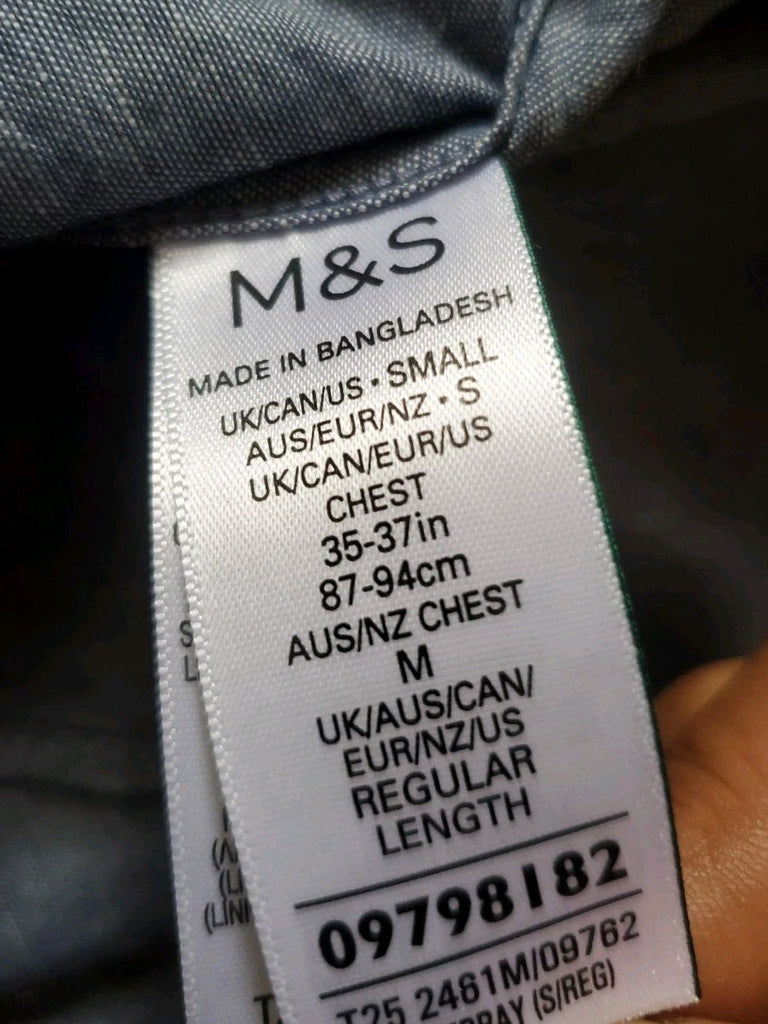 M&S
MADE IN BANGLADESH
UK/CAN/US • SMALL
AUS/EUR/NZ • S
UK/CAN/EUR/US
CHEST
35-37in
87-94cm
AUS/NZ CHEST
M
UK/AUS/CAN/
EUR/NZ/US
REGULAR
LENGTH
09798182
T25 2461M/09762
(S/REG)